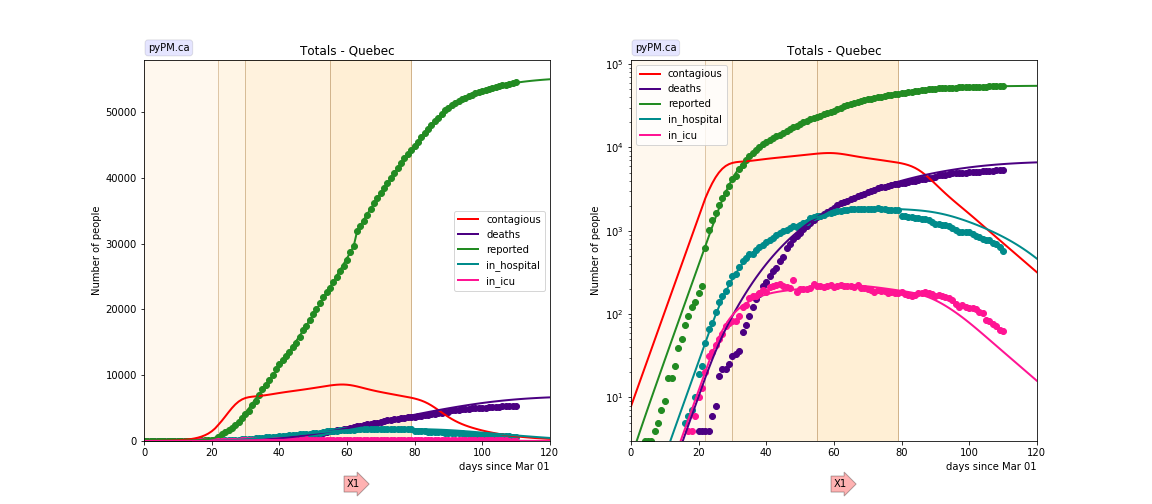 pyPM.ca
Totals - Quebec
Number of people
50000
40000
30000
20000
10000
0
contagious
deaths
reported
in_hospital
in_icu
0 20 40 60 80 100 120
days since Mar 01
X1
pyPM.ca
Totals - Quebec
Number of people
10^5
10^4
10^3
10^2
10^1
contagious
deaths
reported
in_hospital
in_icu
0 20 40 60 80 100 120
days since Mar 01
X1